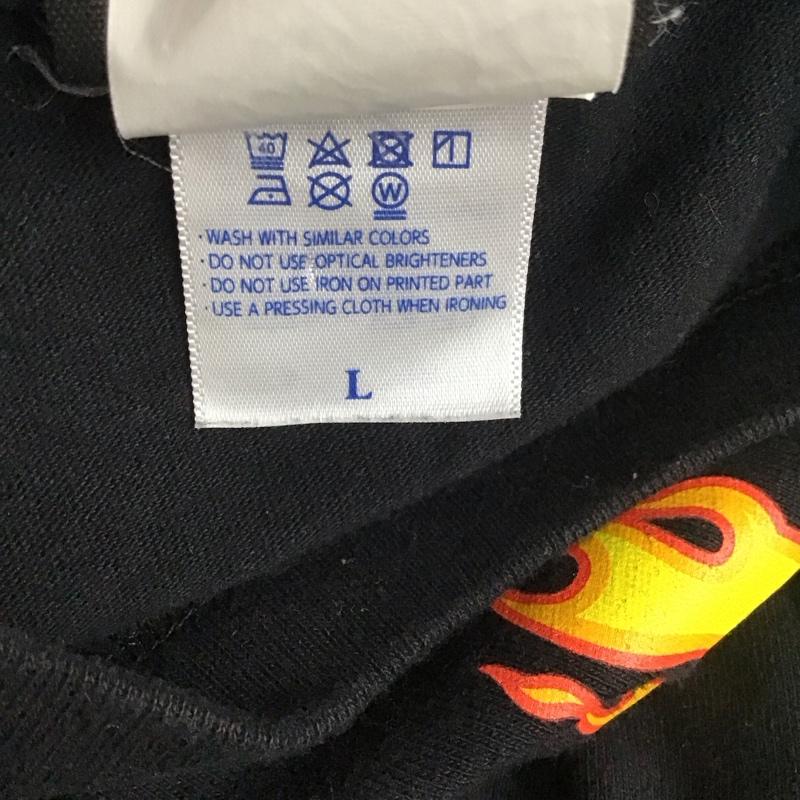 40
W
·WASH WITH SIMILAR COLORS
·DO NOT USE OPTICAL BRIGHTENERS
·DO NOT USE IRON ON PRINTED PART
·USE A PRESSING CLOTH WHEN IRONING
L